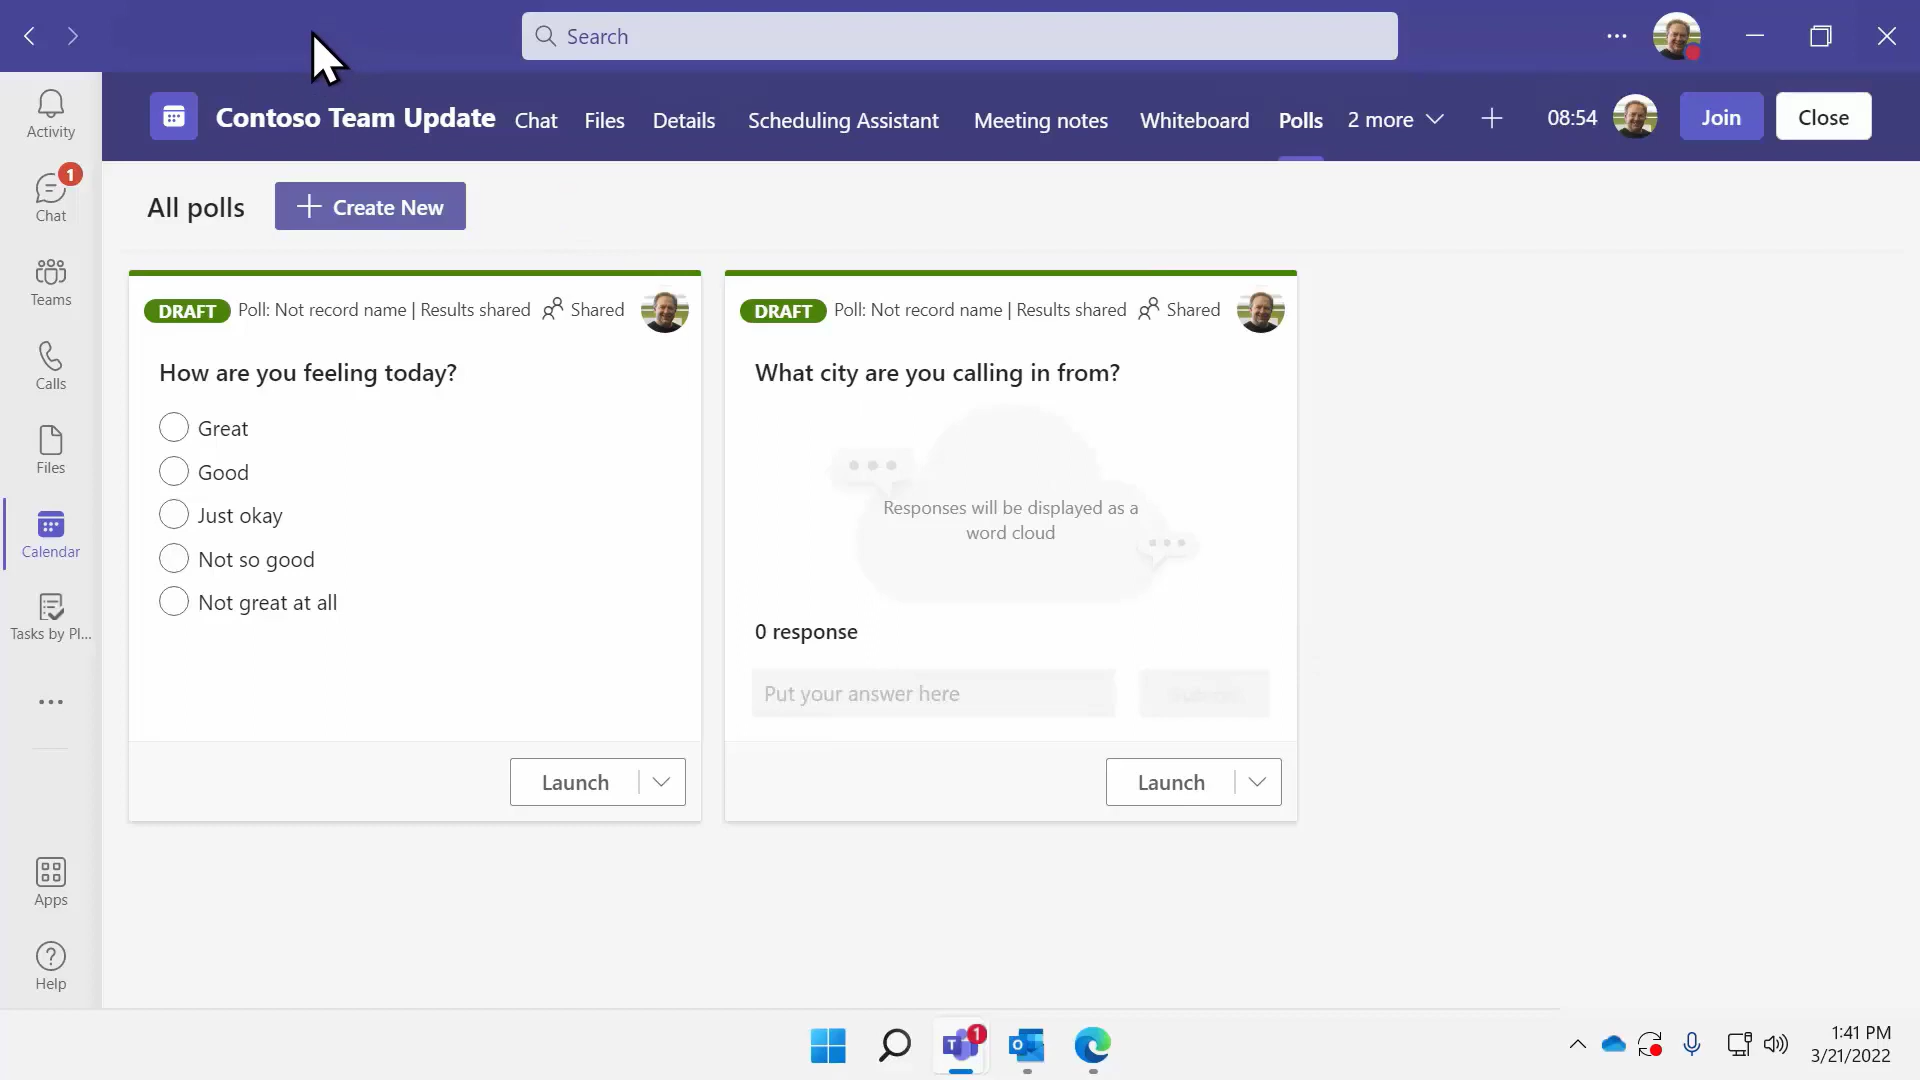 Search
Activity
1
Chat
Teams
Calls
Files
Calendar
Tasks by Pl...
Apps
Help
Contoso Team Update
Chat
Files
Details
Scheduling Assistant
Meeting notes
Whiteboard
Polls
2 more
08:54
Join
Close
All polls
Create New
DRAFT Poll: Not record name | Results shared Shared
How are you feeling today?
Great
Good
Just okay
Not so good
Not great at all
Launch
DRAFT Poll: Not record name | Results shared Shared
What city are you calling in from?
Responses will be displayed as a
word cloud
0 response
Put your answer here
Launch
T
1
O
1:41 PM
3/21/2022